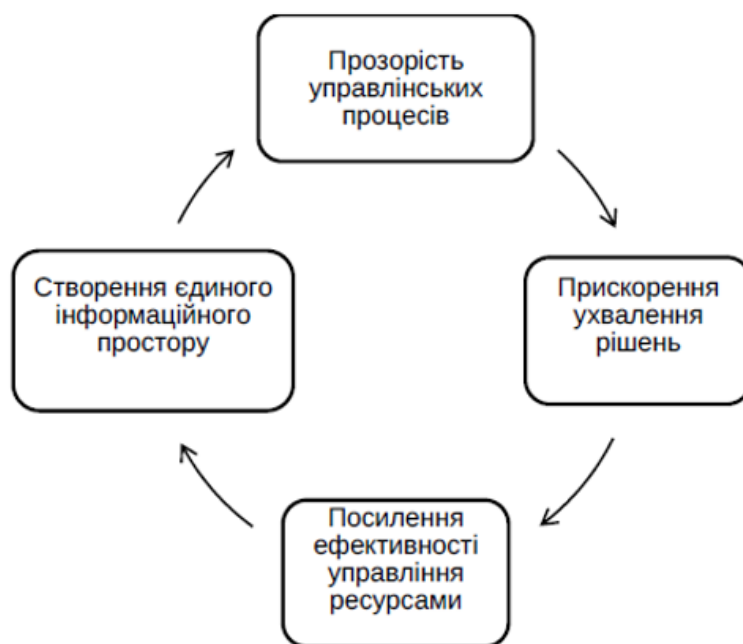 Прозорість
управлінських
процесів
Створення єдиного
інформаційного
простору
Прискорення
ухвалення
рішень
Посилення
ефективності
управління
ресурсами